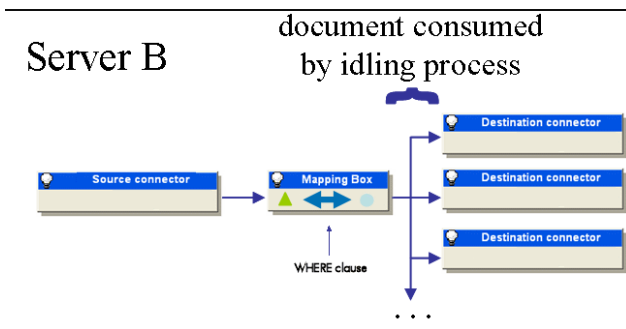 document consumed
Server B
by idling process
Destination connector
Source connector
Mapping Box
Destination connector
WHERE clause
Destination connector
. . .